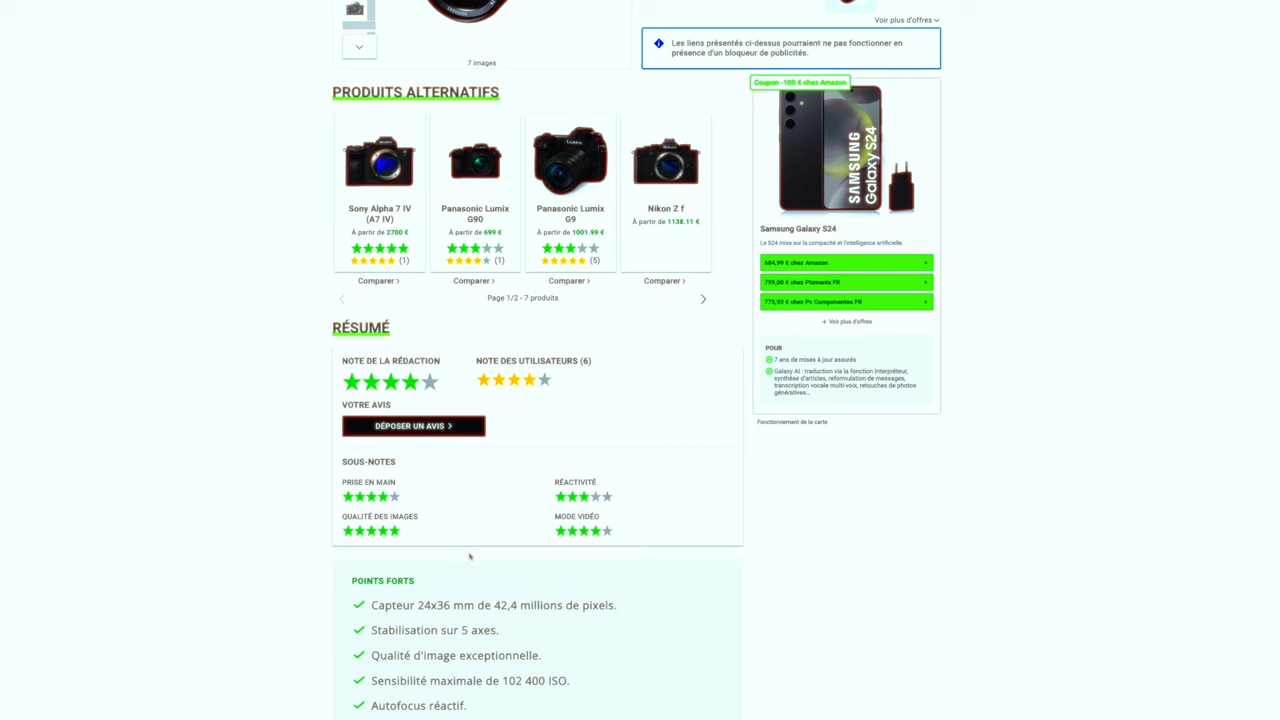 Voir plus d'offres
Les liens présentés ci-dessus pourraient ne pas fonctionner en
présence d'un bloqueur de publicités.
7 images
PRODUITS ALTERNATIFS
Sony Alpha 7 IV
(A7 IV)
À partir de 2700 €
(1)
Comparer
Panasonic Lumix
G90
À partir de 699 €
(1)
Comparer
LUMIX
Panasonic Lumix
G9
À partir de 1001.99 €
(5)
Comparer
Nikon Z f
À partir de 1138.11 €
Comparer
Page 1/2 - 7 produits
Coupon -100 € chez Amazon
SAMSUNG
Galaxy S24
Samsung Galaxy S24
Le S24 mise sur la compacité et l'intelligence artificielle.
684,99 € chez Amazon
759,00 € chez Pixmania FR
775,93 € chez Pc Componentes FR
+ Voir plus d'offres
POUR
7 ans de mises à jour assurés
Galaxy AI : traduction via la fonction Interpréteur,
synthèse d'articles, reformulation de messages,
transcription vocale multi-voix, retouches de photos
génératives...
Fonctionnement de la carte
RÉSUMÉ
NOTE DE LA RÉDACTION
NOTE DES UTILISATEURS (6)
VOTRE AVIS
DÉPOSER UN AVIS
SOUS-NOTES
PRISE EN MAIN
RÉACTIVITÉ
QUALITÉ DES IMAGES
MODE VIDÉO
POINTS FORTS
Capteur 24x36 mm de 42,4 millions de pixels.
Stabilisation sur 5 axes.
Qualité d'image exceptionnelle.
Sensibilité maximale de 102 400 ISO.
Autofocus réactif.